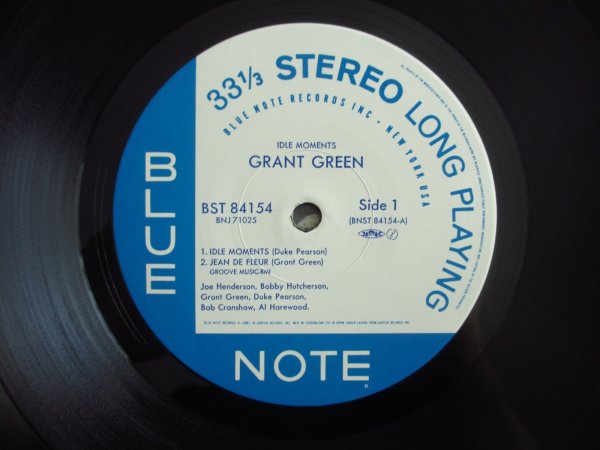 33⅓ STEREO LONG PLAYING
BLUE NOTE RECORDS INC • NEW YORK USA
IDLE MOMENTS
GRANT GREEN
BST 84154 Side 1
BNJ 71025 (BNST 84154-A)
1. IDLE MOMENTS (Duke Pearson)
2. JEAN DE FLEUR (Grant Green)
GROOVE MUSIC-BMI
Joe Henderson, Bobby Hutcherson,
Grant Green, Duke Pearson,
Bob Cranshaw, Al Harewood.
BLUE
NOTE
R